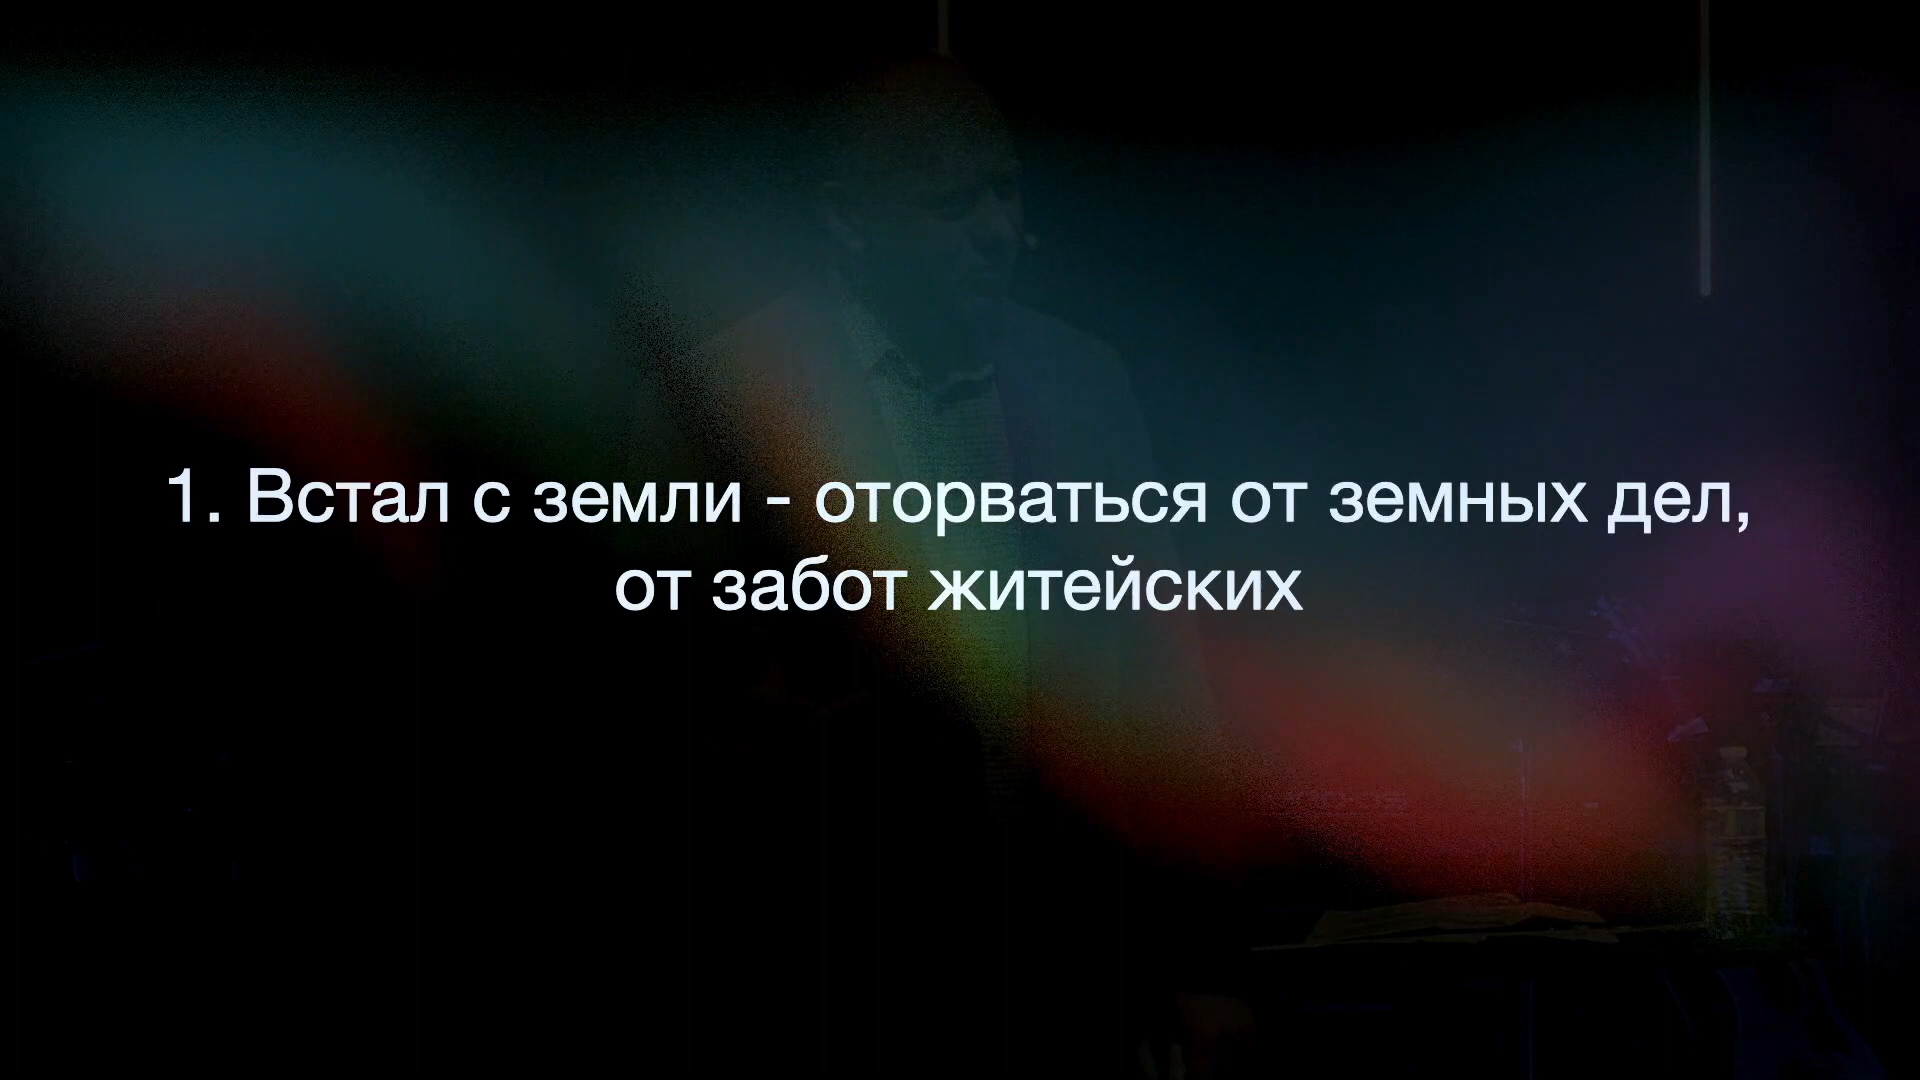 1. Встал с земли - оторваться от земных дел,
от забот житейских